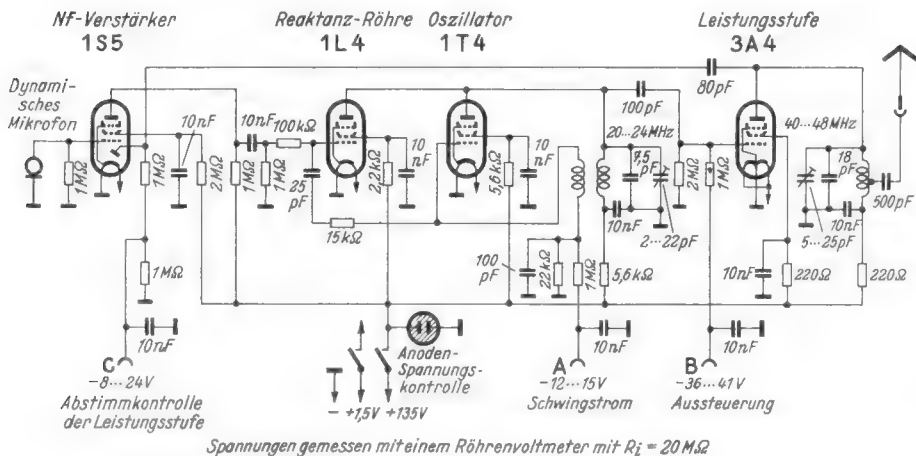 NF-Verstärker
1S5
Reaktanz-Röhre
1L4
Oszillator
1T4
Leistungsstufe
3A4
Dynamisches
Mikrofon
1MΩ
10nF
1MΩ
2MΩ
10nF
1MΩ
1MΩ
100kΩ
25
pF
15kΩ
2,2kΩ
10
nF
5,6kΩ
10
nF
100
pF
22kΩ
1MΩ
20...24MHz
7,5
pF
10nF
2...22pF
5,6kΩ
100pF
80pF
2MΩ
1MΩ
40...48MHz
18
pF
10nF
5...25pF
500pF
10nF
220Ω
220Ω
1MΩ
10nF
C
-8...24V
Abstimmkontrolle
der Leistungsstufe
- +1,5V +135V
Anoden-
Spannungs-
kontrolle
10nF
A
-12...15V
Schwingstrom
10nF
B
-36...41V
Aussteuerung
Spannungen gemessen mit einem Röhrenvoltmeter mit Ri = 20 MΩ